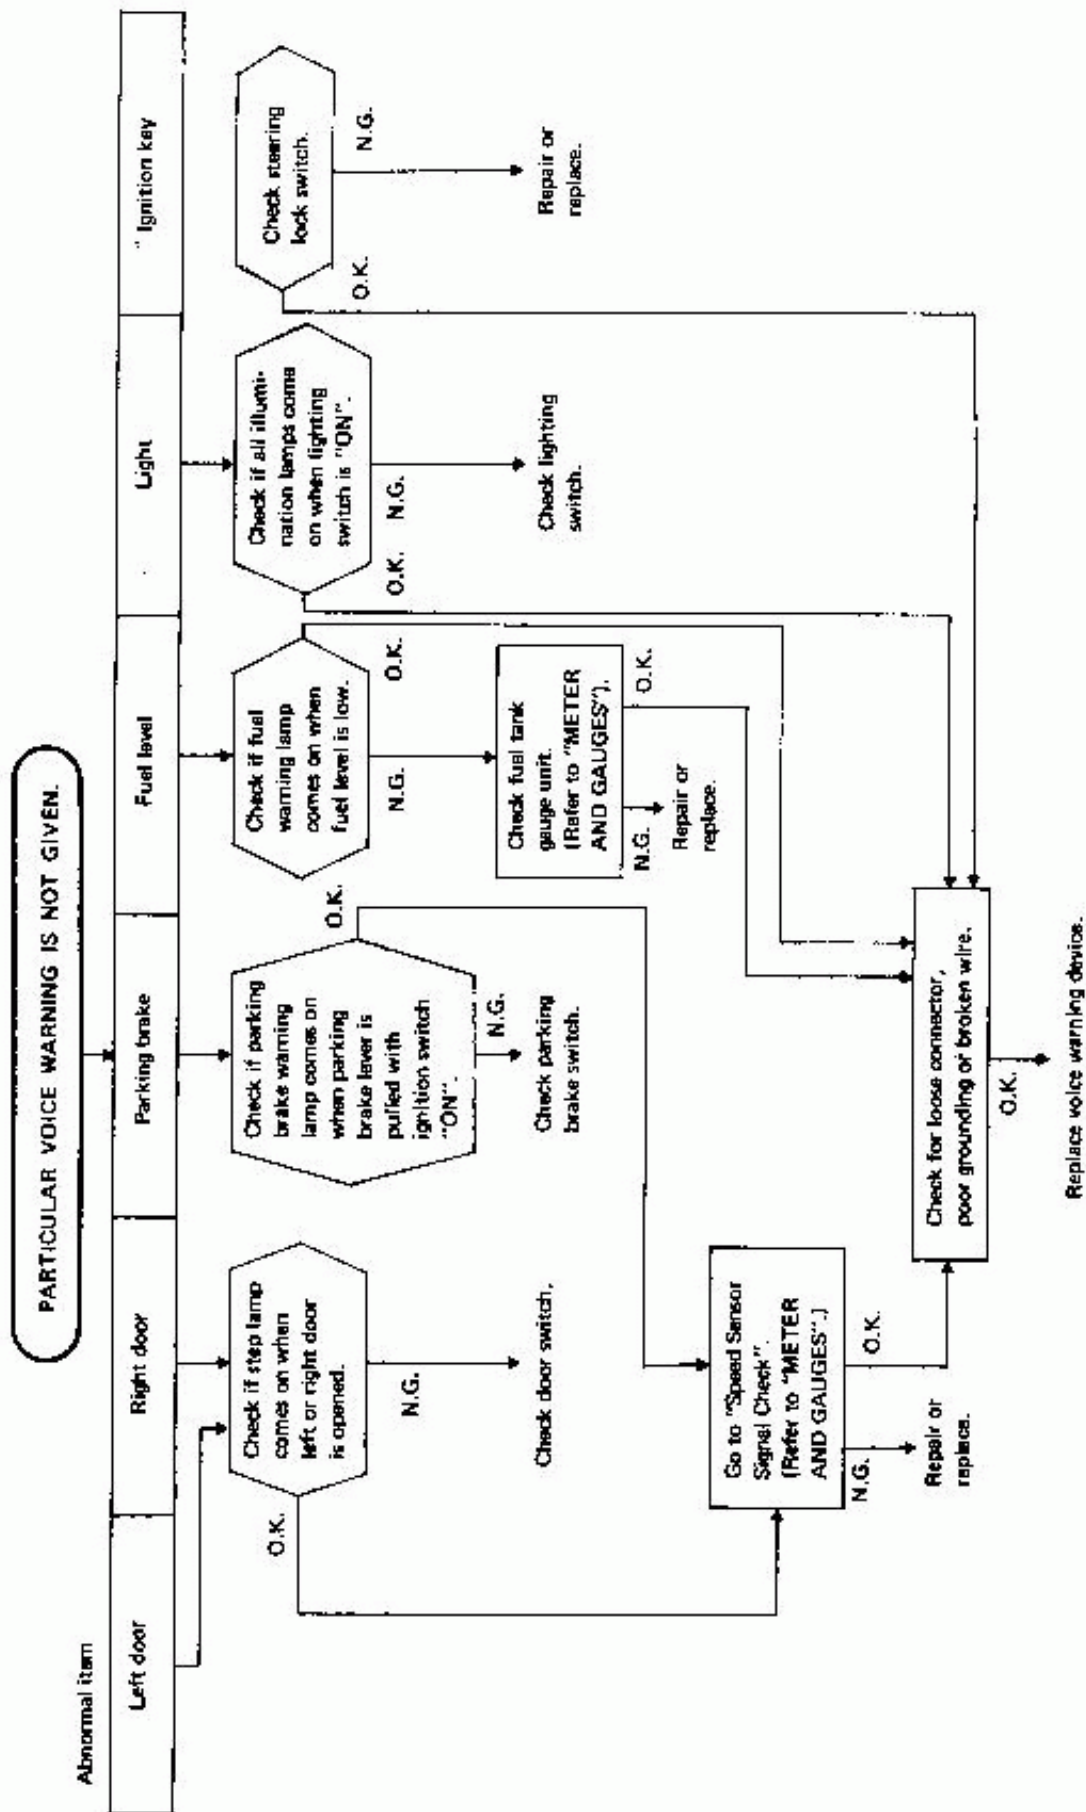 PARTICULAR VOICE WARNING IS NOT GIVEN.
Abnormal item
Left door
Right door
Parking brake
Fuel level
Light
Ignition key
Check if step lamp
comes on when
left or right door
is opened.
O.K.
N.G.
Check door switch.
Check if parking
brake warning
lamp comes on
when parking
brake lever is
pulled with
ignition switch
"ON".
O.K.
N.G.
Check parking
brake switch.
Check if fuel
warning lamp
comes on when
fuel level is low.
O.K.
N.G.
Check fuel tank
gauge unit.
(Refer to "METER
AND GAUGES").
N.G.
O.K.
Repair or
replace.
Check if all illumi-
nation lamps come
on when lighting
switch is "ON".
O.K.
N.G.
Check lighting
switch.
Check steering
lock switch.
O.K.
N.G.
Repair or
replace.
Go to "Speed Sensor
Signal Check".
(Refer to "METER
AND GAUGES".)
N.G.
O.K.
Repair or
replace.
Check for loose connector,
poor grounding or broken wire.
O.K.
Replace voice warning device.